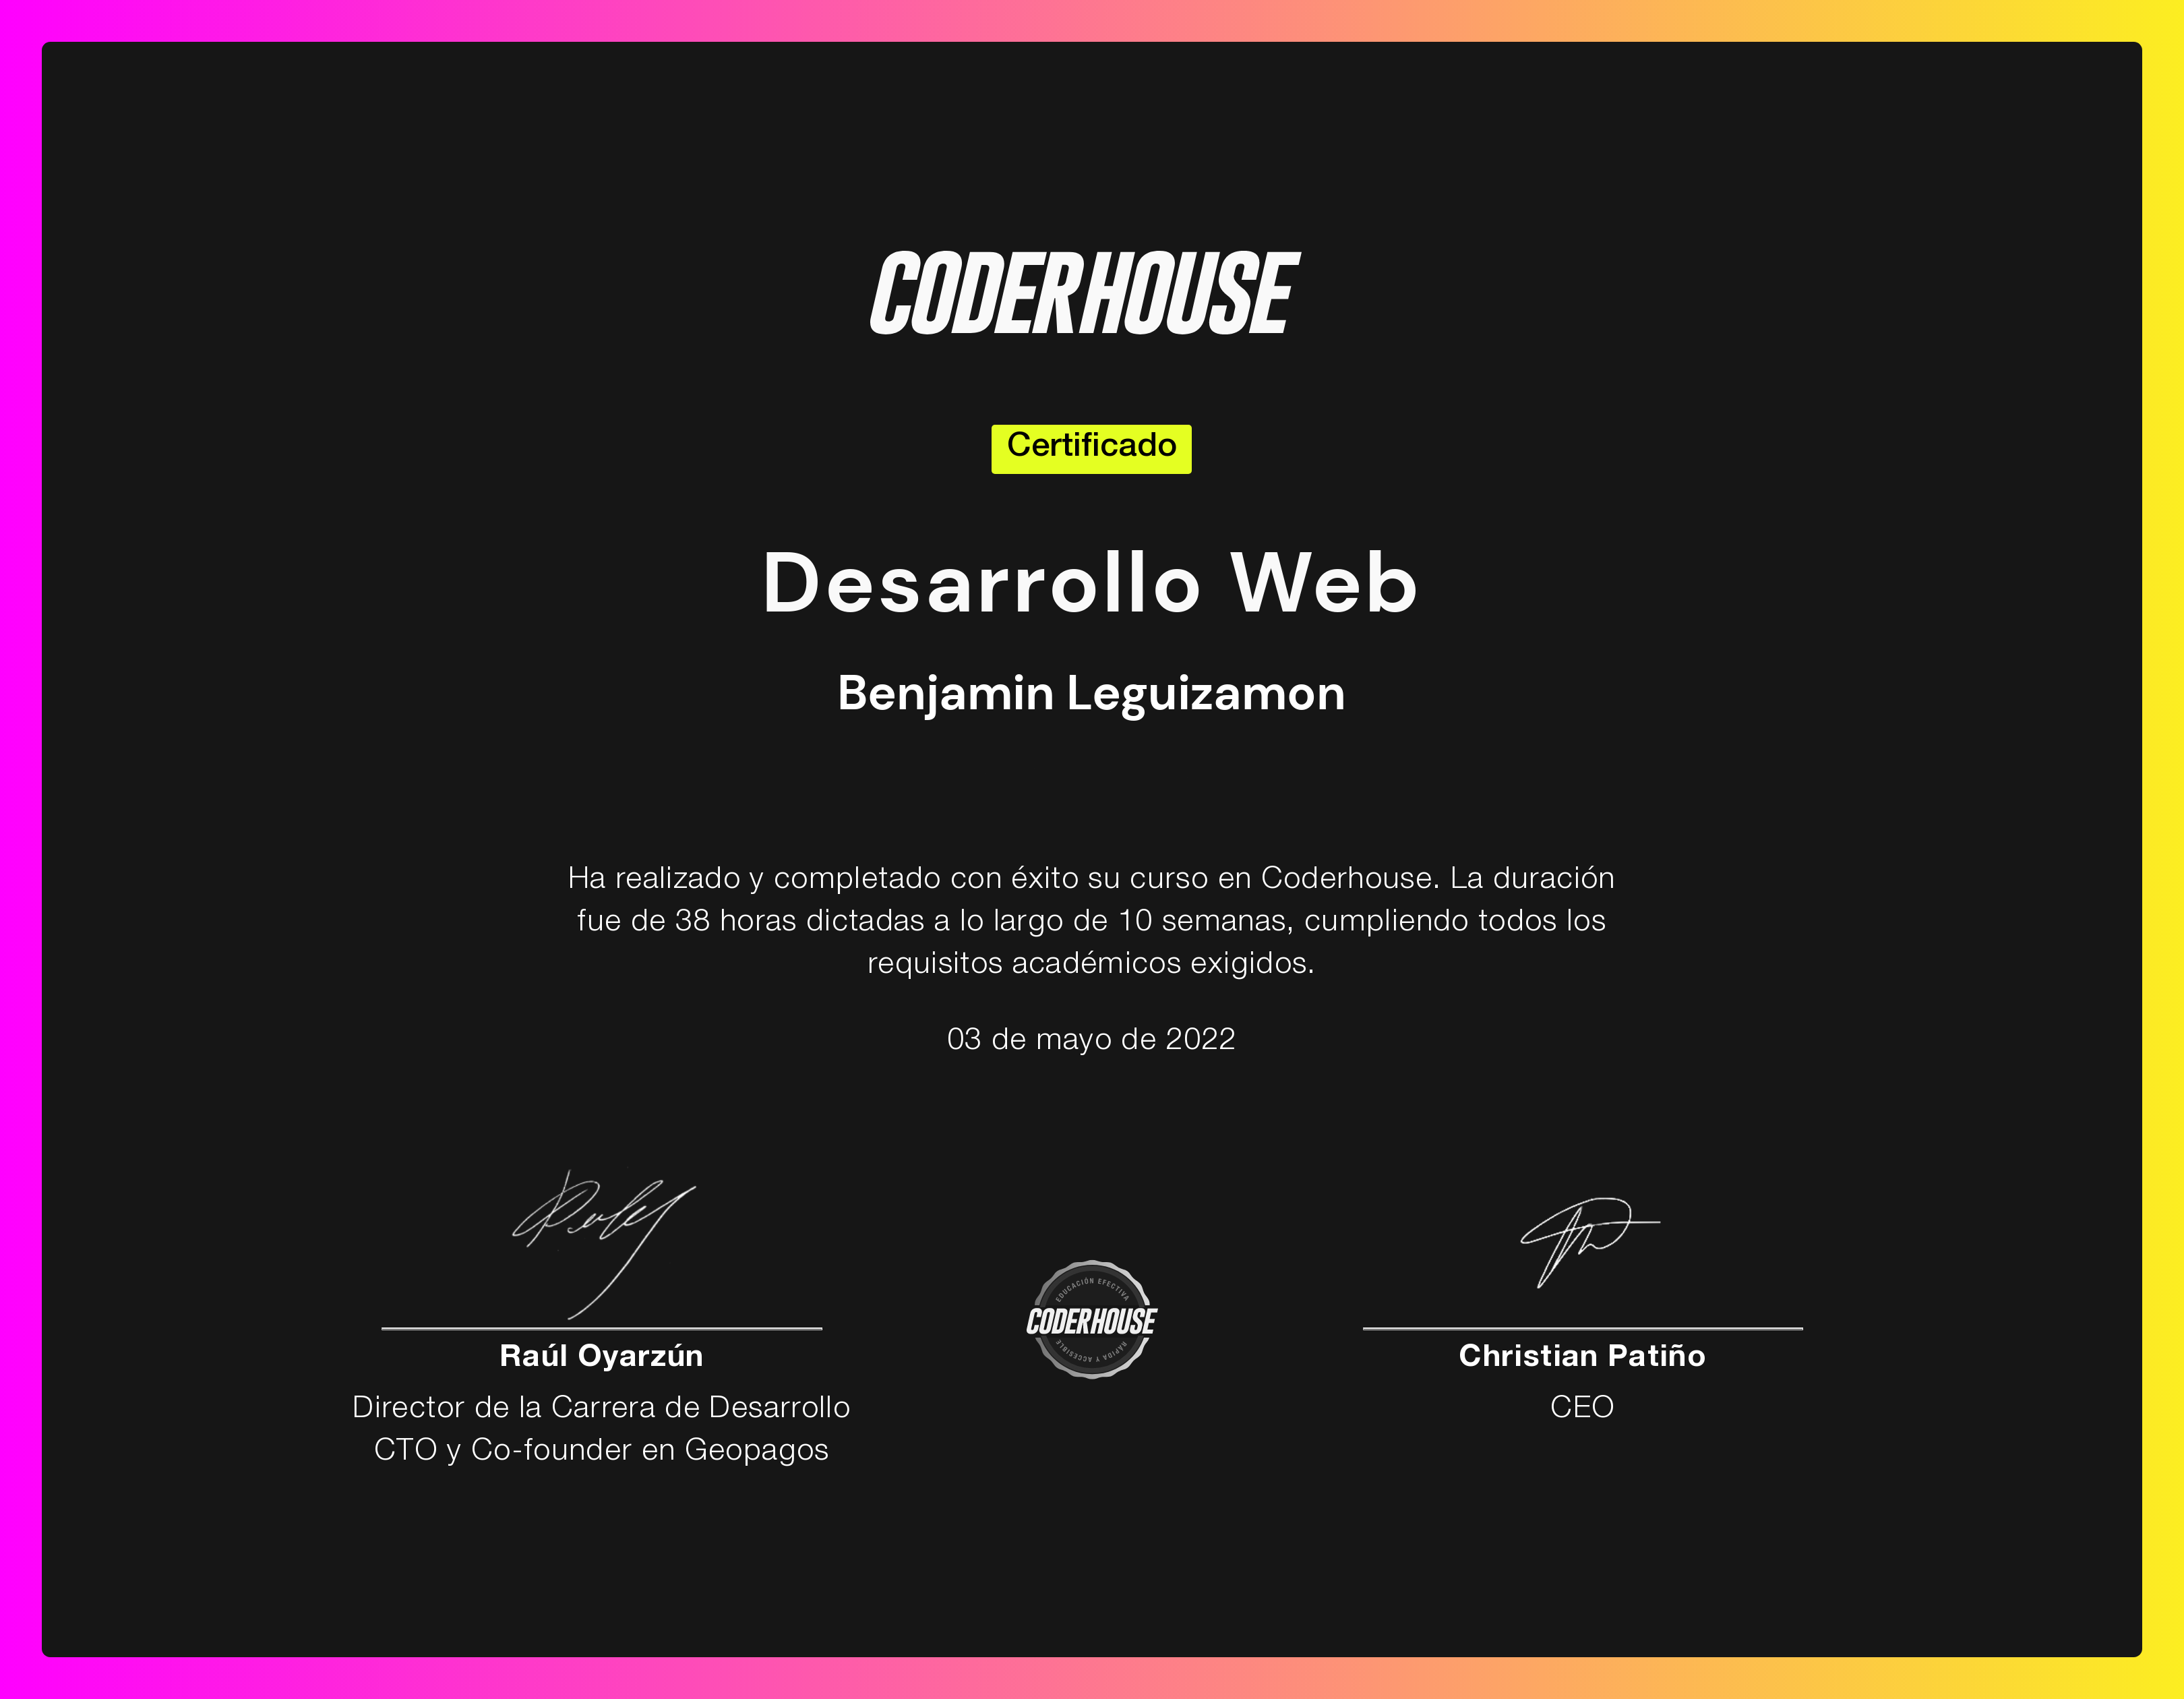 CODERHOUSE
Certificado
Desarrollo Web
Benjamin Leguizamon
Ha realizado y completado con éxito su curso en Coderhouse. La duración
fue de 38 horas dictadas a lo largo de 10 semanas, cumpliendo todos los
requisitos académicos exigidos.
03 de mayo de 2022
Raúl Oyarzún
Director de la Carrera de Desarrollo
CTO y Co-founder en Geopagos
EDUCACIÓN EFECTIVA
CODERHOUSE
RÁPIDA Y ACCESIBLE
Christian Patiño
CEO